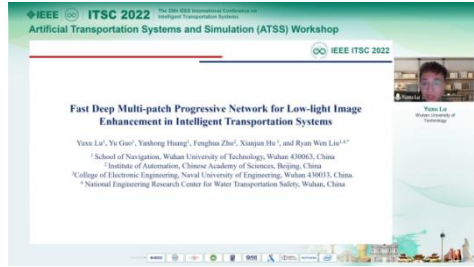 IEEE ITSC 2022 The 25th IEEE International Conference on
Intelligent Transportation Systems
Artificial Transportation Systems and Simulation (ATSS) Workshop
IEEE ITSC 2022
Fast Deep Multi-patch Progressive Network for Low-light Image
Enhancement in Intelligent Transportation Systems
Yuxu Lu¹, Yu Guo¹, Yanhong Huang¹, Fenghua Zhu², Xianjun Hu³, and Ryan Wen Liu¹,⁴,*
¹ School of Navigation, Wuhan University of Technology, Wuhan 430063, China
² Institute of Automation, Chinese Academy of Sciences, Beijing, China
³College of Electronic Engineering, Naval University of Engineering, Wuhan 430033, China.
⁴ National Engineering Research Center for Water Transportation Safety, Wuhan, China
Yuxu Lu
Yuxu Lu
Wuhan University of
Technology
IEEE